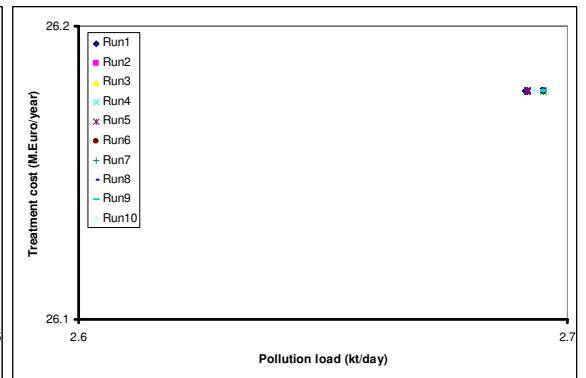 26.2
Run1
Run2
Run3
Run4
Run5
Run6
Run7
Run8
Run9
Run10
Treatment cost (M.Euro/year)
26.1
2.6
2.7
Pollution load (kt/day)